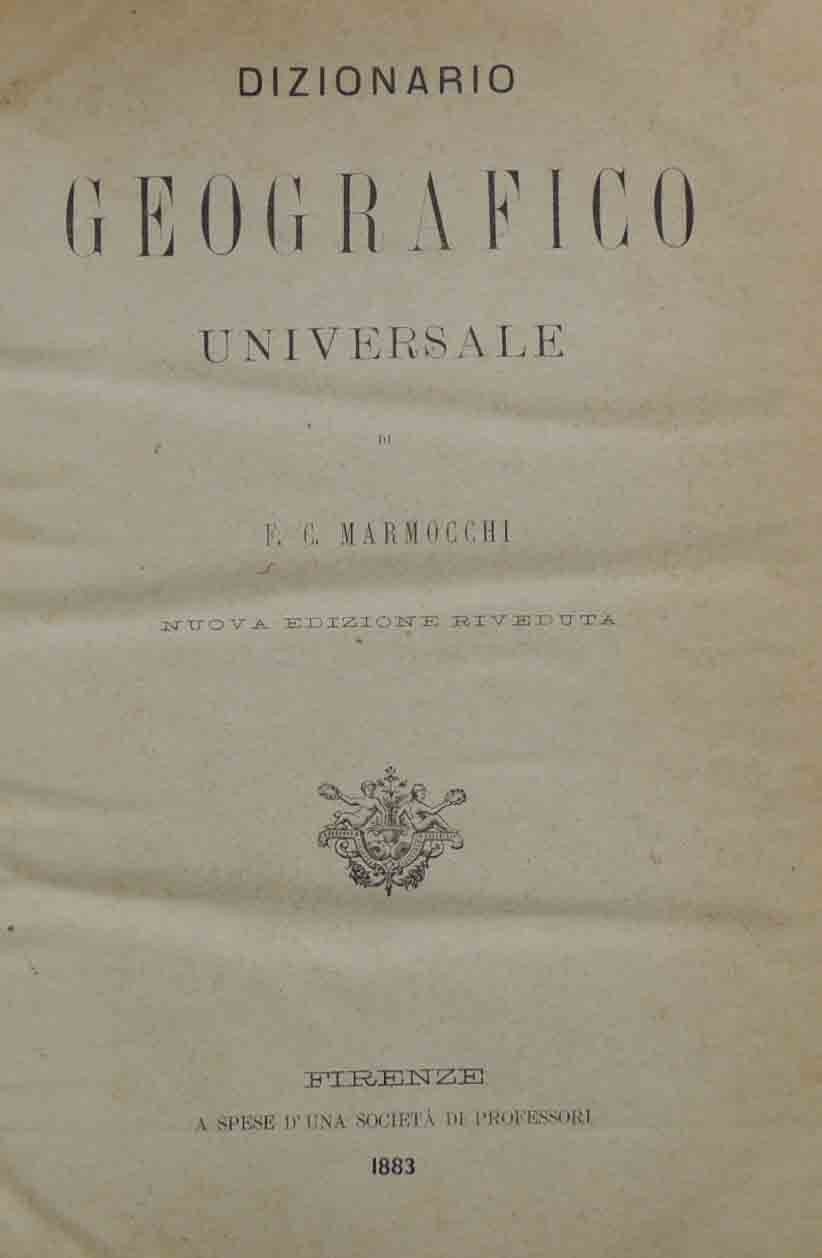 DIZIONARIO
GEOGRAFICO
UNIVERSALE
DI
F. C. MARMOCCHI
NUOVA EDIZIONE RIVEDUTA
FIRENZE
A SPESE D'UNA SOCIETÀ DI PROFESSORI
1883